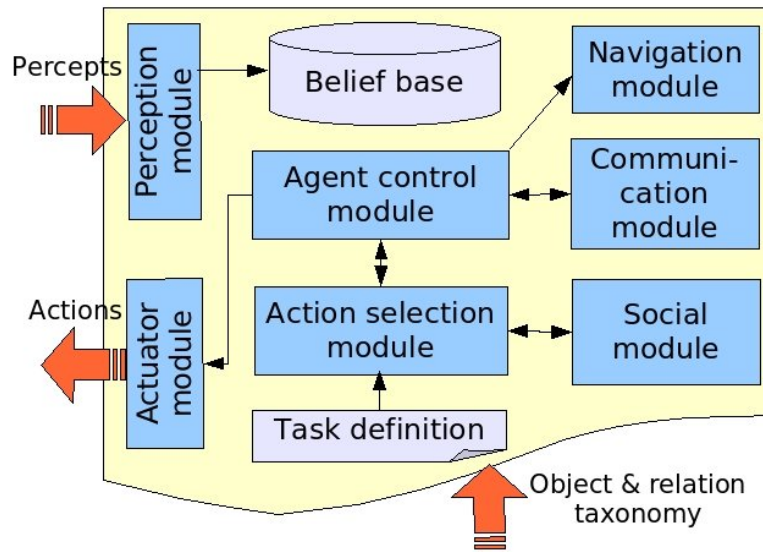 Percepts
Perception
module
Belief base
Navigation
module
Agent control
module
Communi-
cation
module
Actions
Actuator
module
Action selection
module
Social
module
Task definition
Object & relation
taxonomy